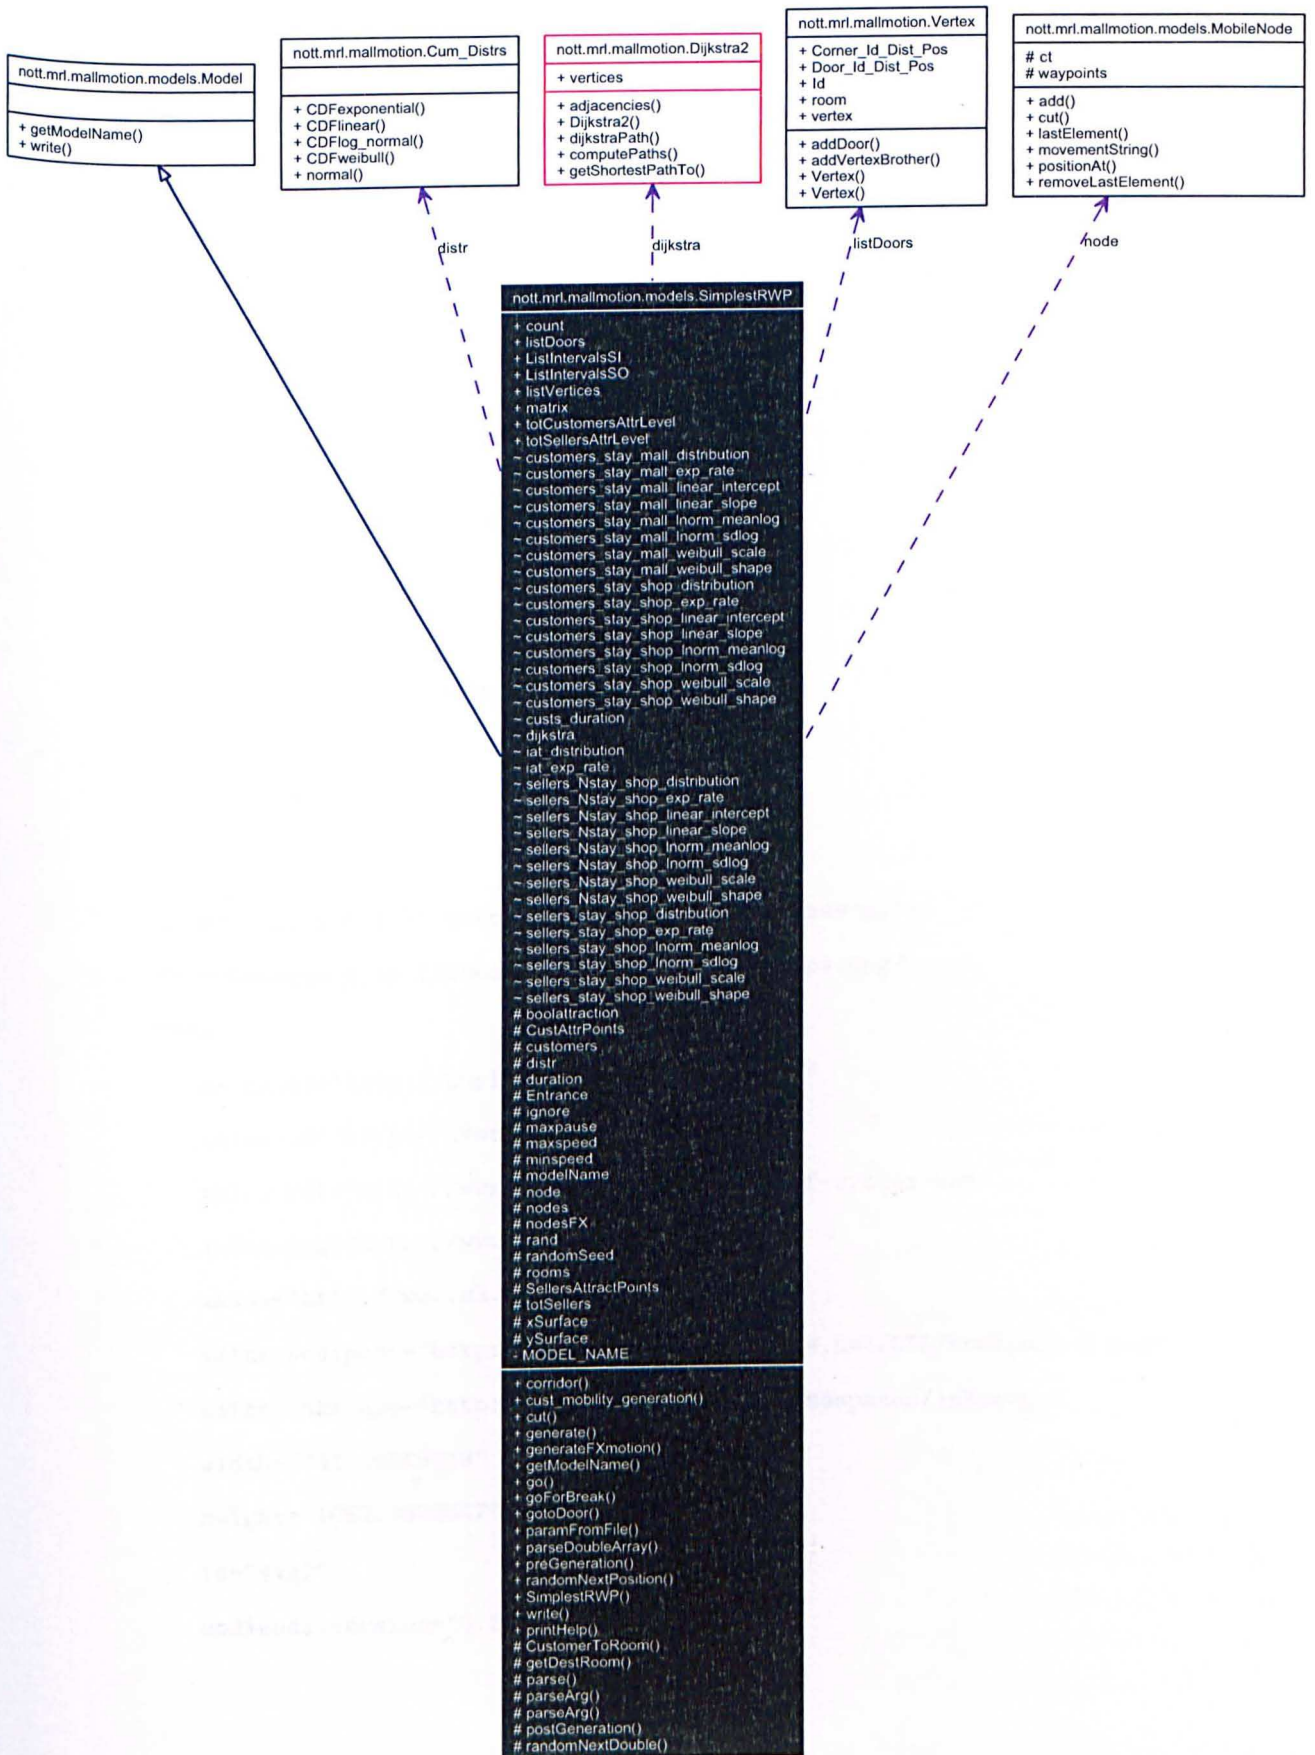 nott.mrl.mallmotion.models.Model
+ getModelName()
+ write()
nott.mrl.mallmotion.Cum_Distrs
+ CDFexponential()
+ CDFlinear()
+ CDFlog_normal()
+ CDFweibull()
+ normal()
nott.mrl.mallmotion.Dijkstra2
+ vertices
+ adjacencies()
+ Dijkstra2()
+ dijkstraPath()
+ computePaths()
+ getShortestPathTo()
nott.mrl.mallmotion.Vertex
+ Corner_Id_Dist_Pos
+ Door_Id_Dist_Pos
+ Id
+ room
+ vertex
+ addDoor()
+ addVertexBrother()
+ Vertex()
+ Vertex()
nott.mrl.mallmotion.models.MobileNode
# ct
# waypoints
+ add()
+ cut()
+ lastElement()
+ movementString()
+ positionAt()
+ removeLastElement()
distr
dijkstra
listDoors
node
nott.mrl.mallmotion.models.SimplestRWP
+ count
+ listDoors
+ ListIntervalsSI
+ ListIntervalsSO
+ listVertices
+ matrix
+ totCustomersAttrLevel
+ totSellersAttrLevel
~ customers_stay_mall_distribution
~ customers_stay_mall_exp_rate
~ customers_stay_mall_linear_intercept
~ customers_stay_mall_linear_slope
~ customers_stay_mall_lnorm_meanlog
~ customers_stay_mall_lnorm_sdlog
~ customers_stay_mall_weibull_scale
~ customers_stay_mall_weibull_shape
~ customers_stay_shop_distribution
~ customers_stay_shop_exp_rate
~ customers_stay_shop_linear_intercept
~ customers_stay_shop_linear_slope
~ customers_stay_shop_lnorm_meanlog
~ customers_stay_shop_lnorm_sdlog
~ customers_stay_shop_weibull_scale
~ customers_stay_shop_weibull_shape
~ custs_duration
~ dijkstra
~ iat_distribution
~ iat_exp_rate
~ sellers_Nstay_shop_distribution
~ sellers_Nstay_shop_exp_rate
~ sellers_Nstay_shop_linear_intercept
~ sellers_Nstay_shop_linear_slope
~ sellers_Nstay_shop_lnorm_meanlog
~ sellers_Nstay_shop_lnorm_sdlog
~ sellers_Nstay_shop_weibull_scale
~ sellers_Nstay_shop_weibull_shape
~ sellers_stay_shop_distribution
~ sellers_stay_shop_exp_rate
~ sellers_stay_shop_lnorm_meanlog
~ sellers_stay_shop_lnorm_sdlog
~ sellers_stay_shop_weibull_scale
~ sellers_stay_shop_weibull_shape
# boolattraction
# CustAttrPoints
# customers
# distr
# duration
# Entrance
# ignore
# maxpause
# maxspeed
# minspeed
# modelName
# node
# nodes
# nodesFX
# rand
# randomSeed
# rooms
# SellersAttractPoints
# totSellers
# xSurface
# ySurface
- MODEL_NAME
+ corridor()
+ cust_mobility_generation()
+ cut()
+ generate()
+ generateFXmotion()
+ getModelName()
+ go()
+ goForBreak()
+ gotoDoor()
+ paramFromFile()
+ parseDoubleArray()
+ preGeneration()
+ randomNextPosition()
+ SimplestRWP()
+ write()
+ printHelp()
# CustomerToRoom()
# getDestRoom()
# parse()
# parseArg()
# parseArg()
# postGeneration()
# randomNextDouble()